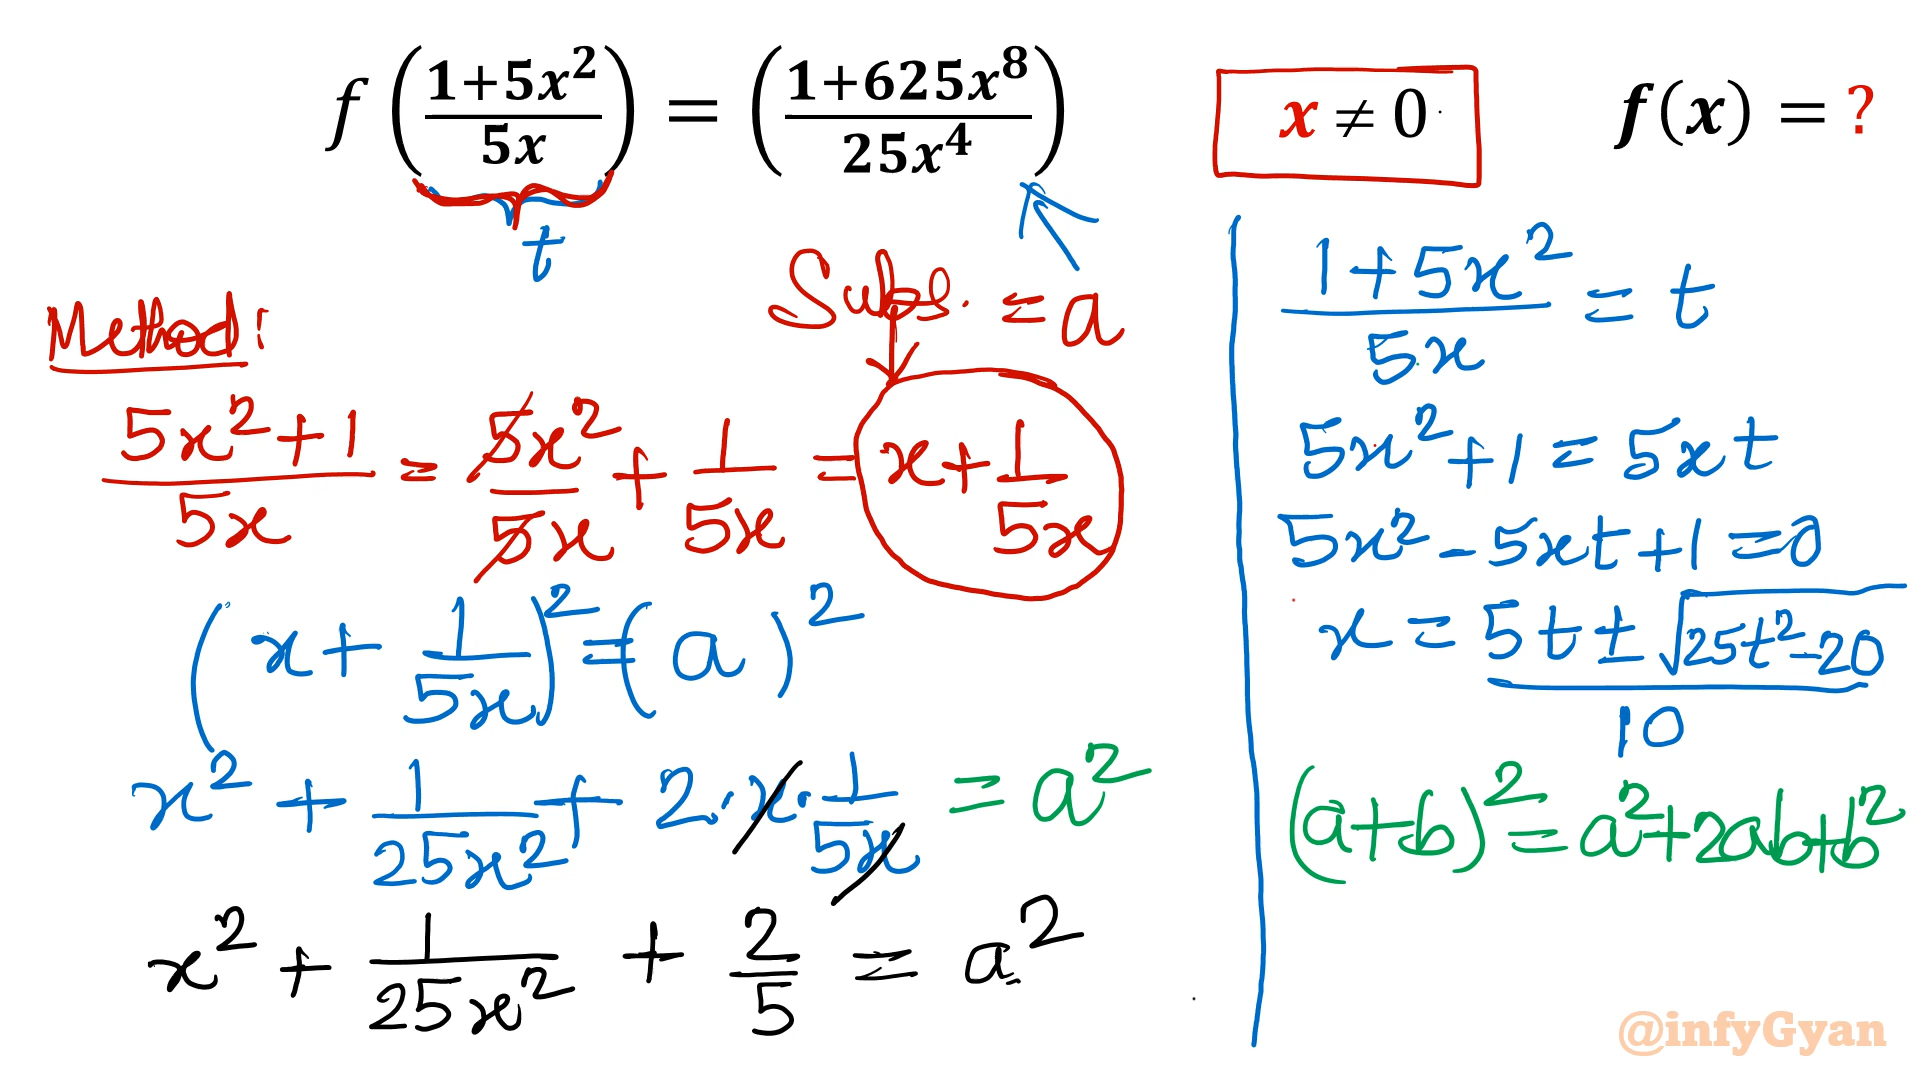 f((1+5x²)/(5x)) = ((1+625x⁸)/(25x⁴))
x ≠ 0
f(x) = ?
t
Subs. = a
Method:
(5x²+1)/(5x) = 5x²/5x + 1/5x = x + 1/5x
(x + 1/5x)² = (a)²
x² + 1/25x² + 2·x·1/5x = a²
x² + 1/25x² + 2/5 = a²
(1+5x²)/5x = t
5x²+1 = 5xt
5x² - 5xt + 1 = 0
x = (5t ± √(25t²-20))/10
(a+b)² = a²+2ab+b²
@infyGyan